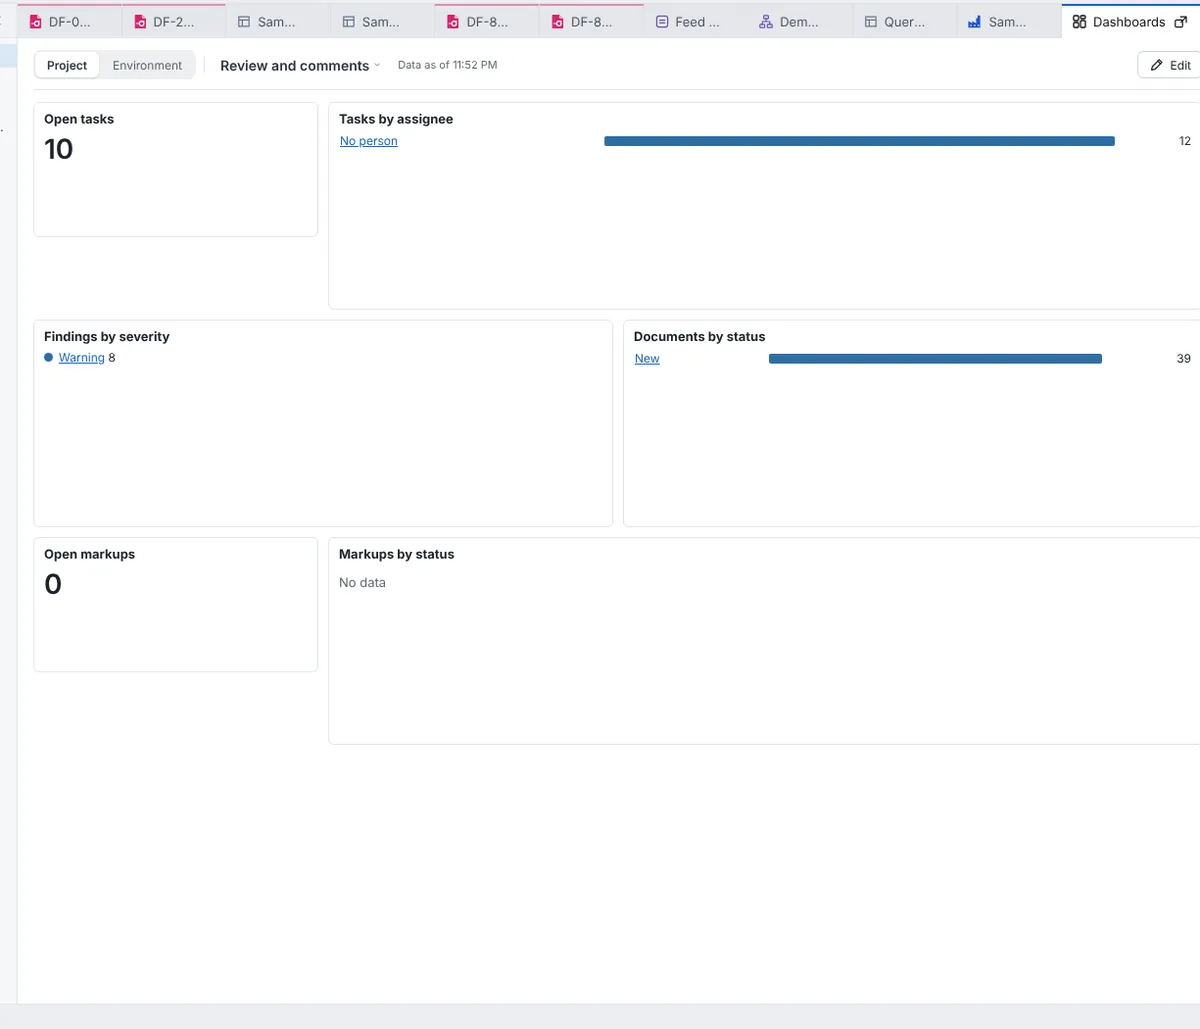 DF-0... DF-2... Sam... Sam... DF-8... DF-8... Feed ... Dem... Quer... Sam... Dashboards
Project Environment Review and comments Data as of 11:52 PM Edit
Open tasks
10
Tasks by assignee
No person 12
Findings by severity
Warning 8
Documents by status
New 39
Open markups
0
Markups by status
No data